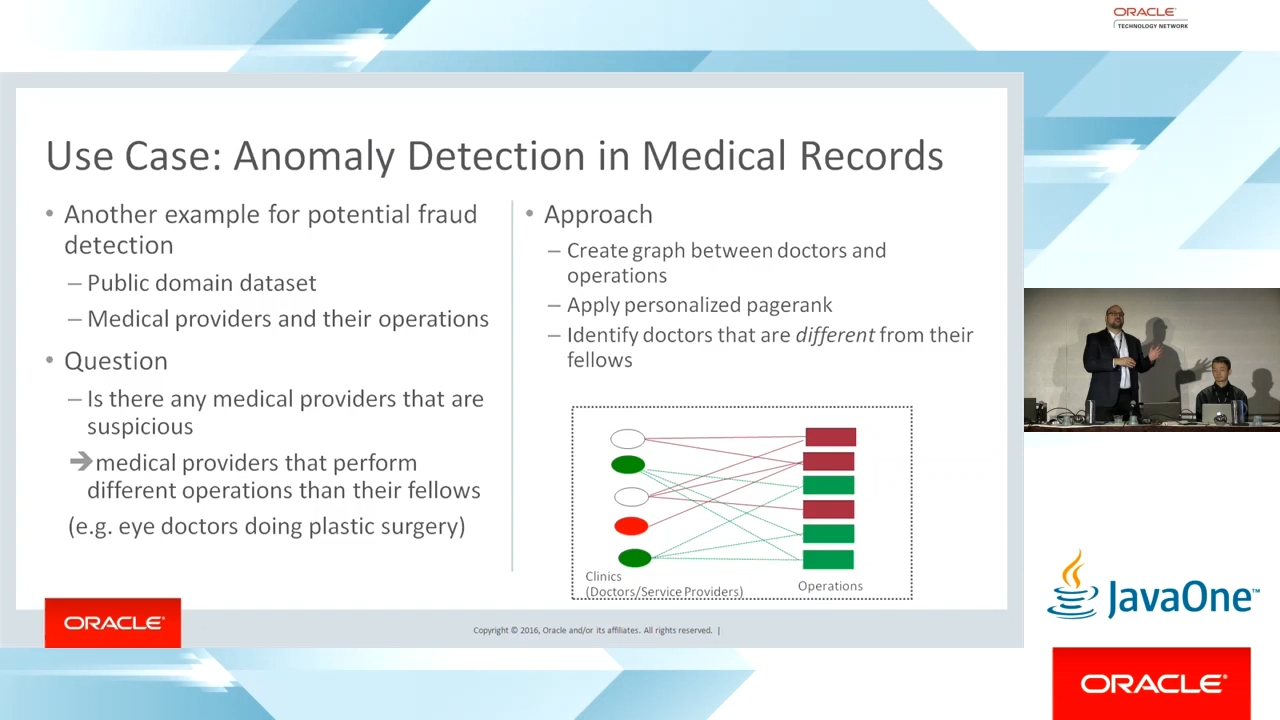 ORACLE
TECHNOLOGY NETWORK
Use Case: Anomaly Detection in Medical Records
• Another example for potential fraud
detection
– Public domain dataset
– Medical providers and their operations
• Question
– Is there any medical providers that are
suspicious
➔medical providers that perform
different operations than their fellows
(e.g. eye doctors doing plastic surgery)
• Approach
– Create graph between doctors and
operations
– Apply personalized pagerank
– Identify doctors that are different from their
fellows
Clinics
(Doctors/Service Providers)
Operations
ORACLE®
Copyright © 2016, Oracle and/or its affiliates. All rights reserved. |
JavaOne™
ORACLE®